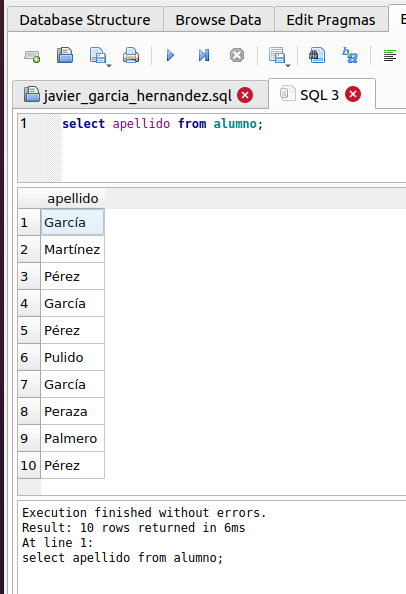 Database Structure Browse Data Edit Pragmas
javier_garcia_hernandez.sql SQL 3
1 select apellido from alumno;
apellido
1 García
2 Martínez
3 Pérez
4 García
5 Pérez
6 Pulido
7 García
8 Peraza
9 Palmero
10 Pérez
Execution finished without errors.
Result: 10 rows returned in 6ms
At line 1:
select apellido from alumno;